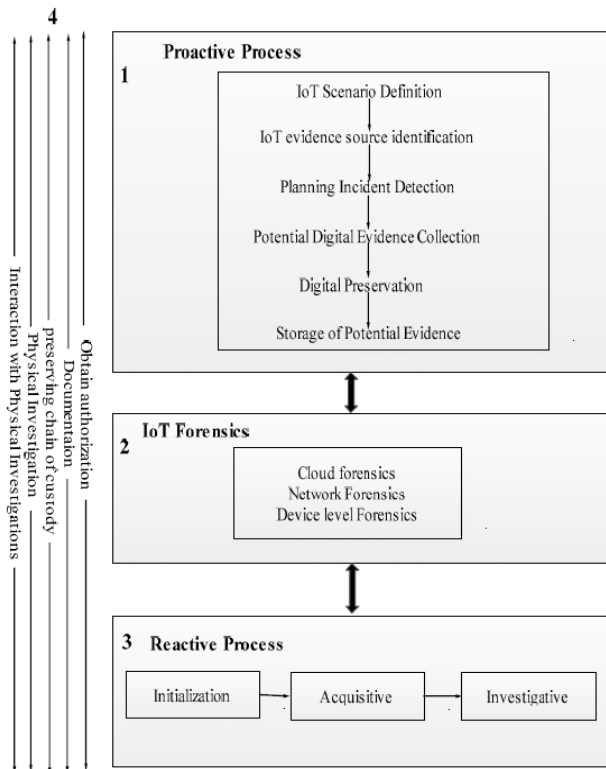 4
Interaction with Physical Investigations
Physical Investigation
preserving chain of custody
Documentaion
Obtain authorization
1
Proactive Process
IoT Scenario Definition
IoT evidence source identification
Planning Incident Detection
Potential Digital Evidence Collection
Digital Preservation
Storage of Potential Evidence
2
IoT Forensics
Cloud forensics
Network Forensics
Device level Forensics
3
Reactive Process
Initialization
Acquisitive
Investigative